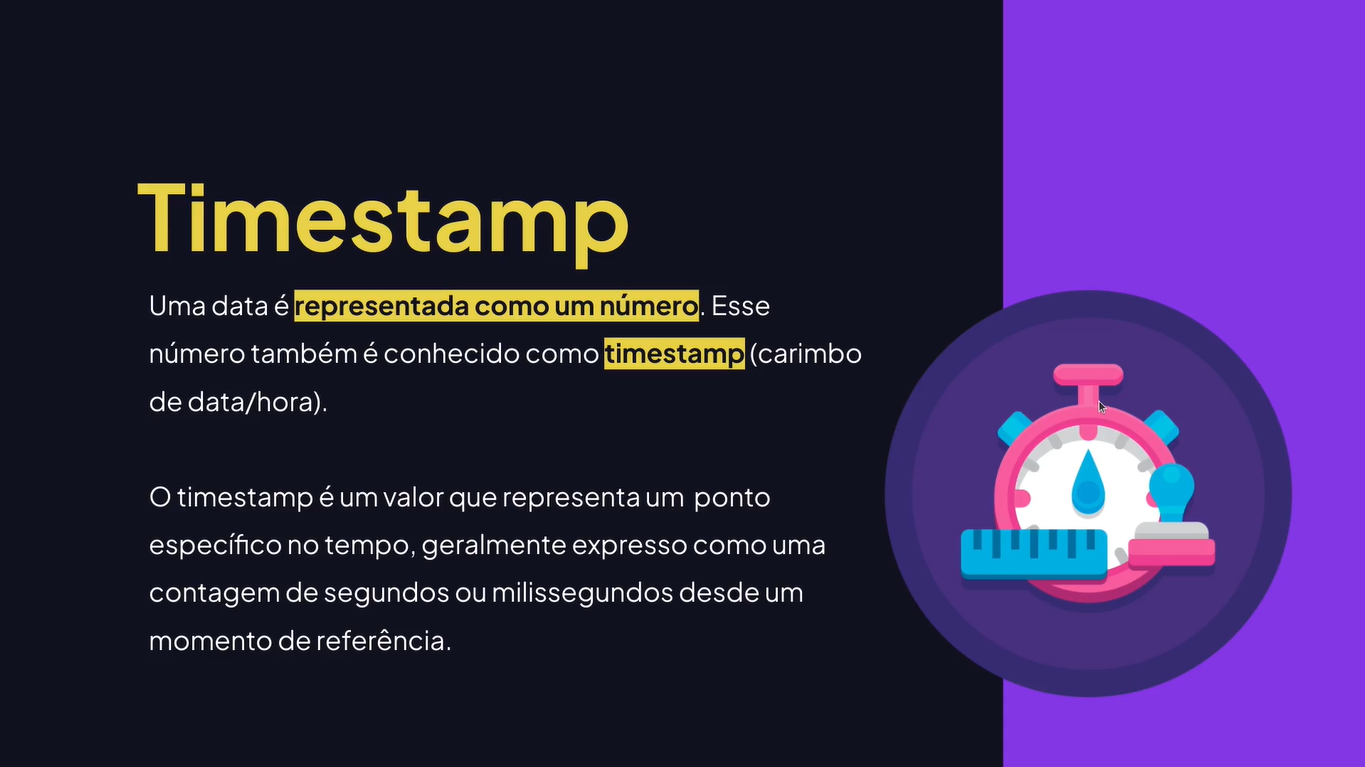 Timestamp
Uma data é representada como um número. Esse
número também é conhecido como timestamp (carimbo
de data/hora).
O timestamp é um valor que representa um ponto
específico no tempo, geralmente expresso como uma
contagem de segundos ou milissegundos desde um
momento de referência.